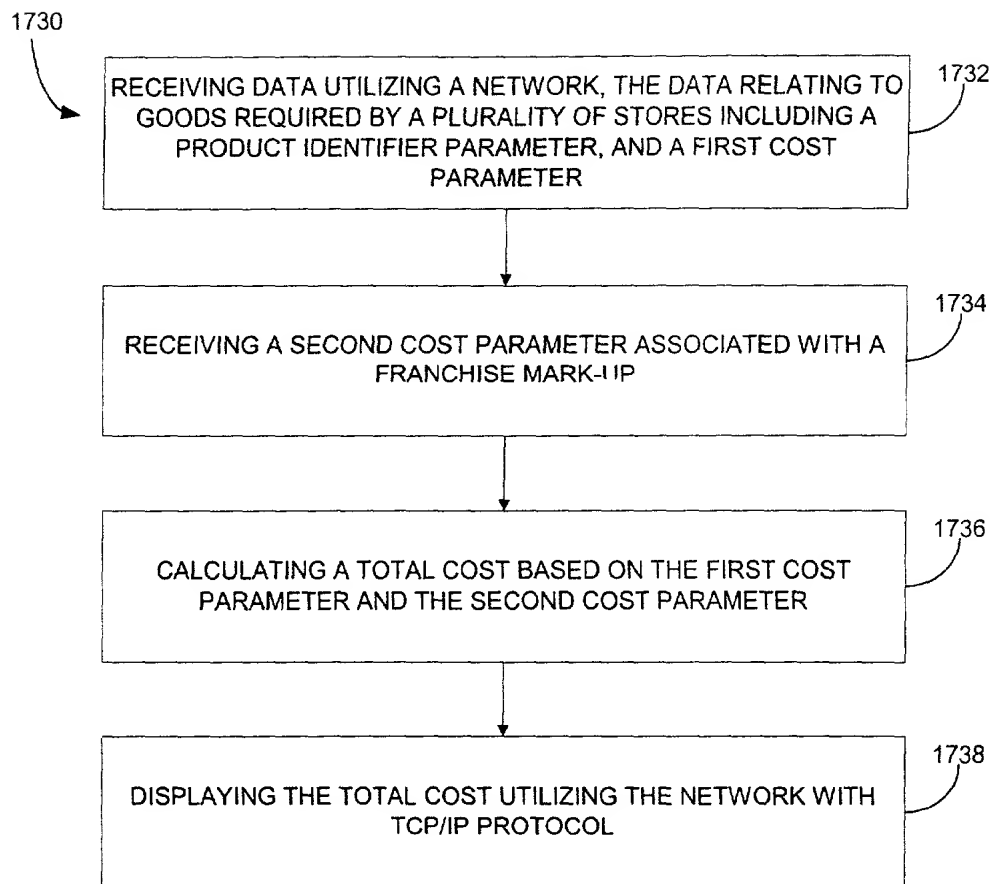 1730
RECEIVING DATA UTILIZING A NETWORK, THE DATA RELATING TO
GOODS REQUIRED BY A PLURALITY OF STORES INCLUDING A
PRODUCT IDENTIFIER PARAMETER, AND A FIRST COST
PARAMETER
1732
RECEIVING A SECOND COST PARAMETER ASSOCIATED WITH A
FRANCHISE MARK-UP
1734
CALCULATING A TOTAL COST BASED ON THE FIRST COST
PARAMETER AND THE SECOND COST PARAMETER
1736
DISPLAYING THE TOTAL COST UTILIZING THE NETWORK WITH
TCP/IP PROTOCOL
1738